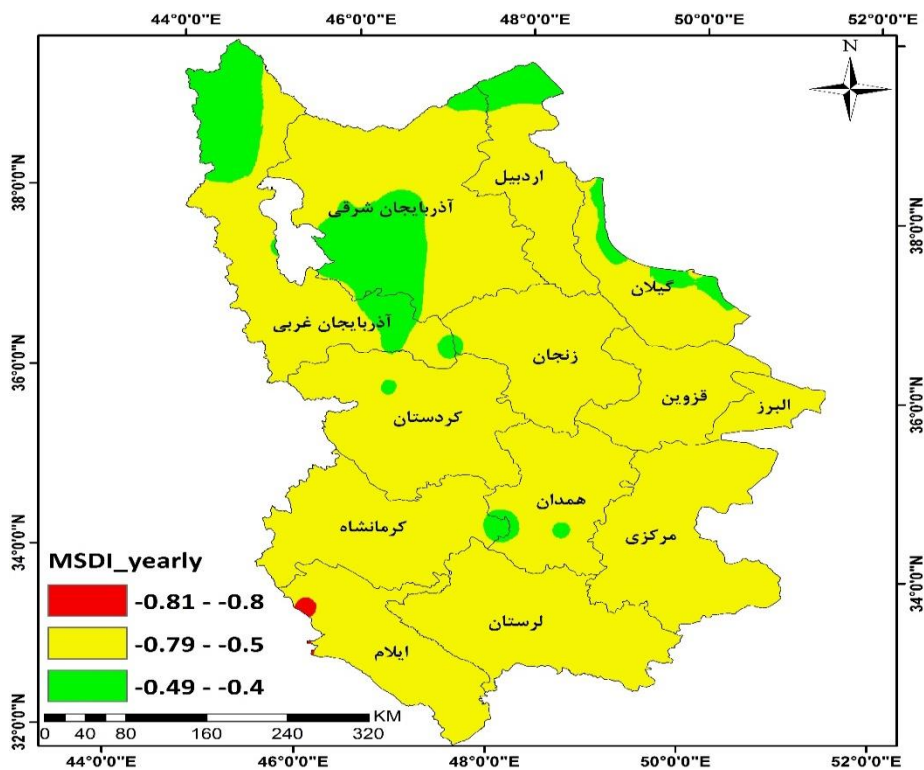 44°0'0"E 46°0'0"E 48°0'0"E 50°0'0"E 52°0'0"E
N
38°0'0"N
38°0'0"N
36°0'0"N
36°0'0"N
34°0'0"N
34°0'0"N
32°0'0"N
اردبیل
آذربایجان شرقی
گیلان
آذربایجان غربی
زنجان
قزوین
البرز
کردستان
همدان
کرمانشاه
مرکزی
لرستان
ایلام
MSDI_yearly
-0.81 - -0.8
-0.79 - -0.5
-0.49 - -0.4
KM
0 40 80 160 240 320
44°0'0"E 46°0'0"E 48°0'0"E 50°0'0"E 52°0'0"E